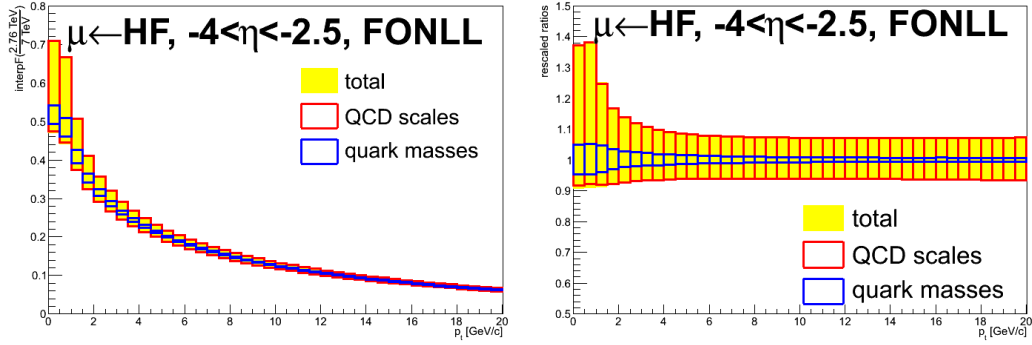 μ←HF, -4<η<-2.5, FONLL
interpF(2.76 TeV/7 TeV)
total
QCD scales
quark masses
0
0.1
0.2
0.3
0.4
0.5
0.6
0.7
0.8
0 2 4 6 8 10 12 14 16 18 20
p_t [GeV/c]
μ←HF, -4<η<-2.5, FONLL
rescaled ratios
total
QCD scales
quark masses
1.5
1.4
1.3
1.2
1.1
1
0.9
0.8
0.7
0.6
0.5
0 2 4 6 8 10 12 14 16 18 20
p_t [GeV/c]